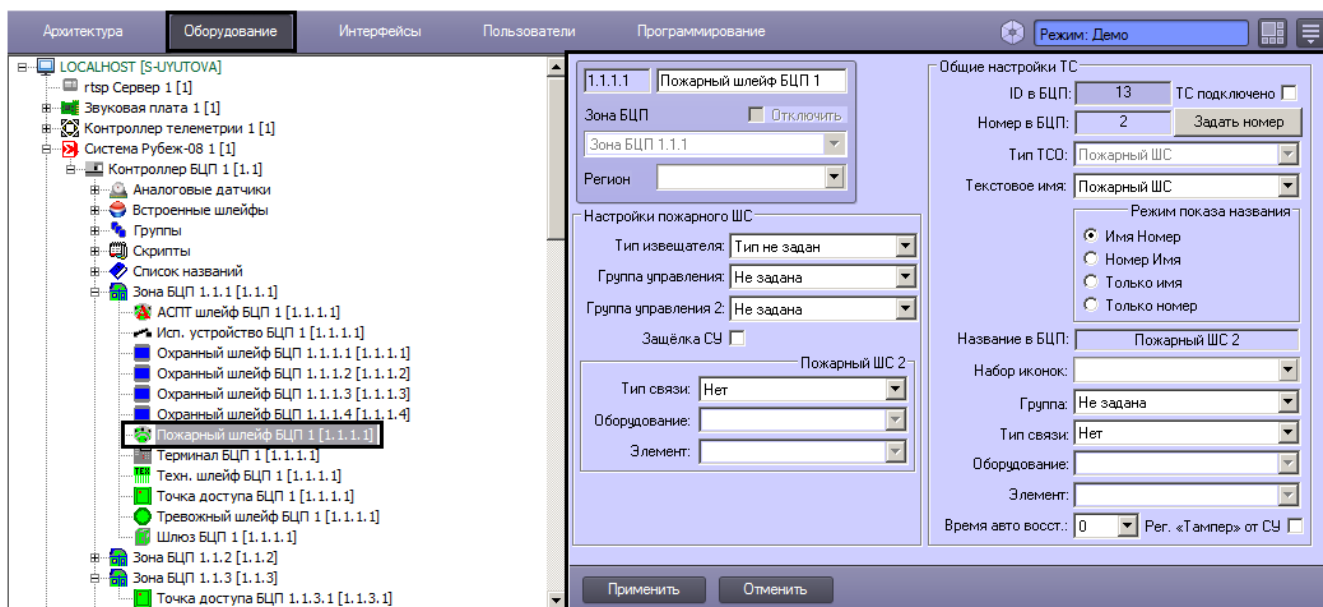 Архитектура Оборудование Интерфейсы Пользователи Программирование Режим: Демо
LOCALHOST [S-UYUTOVA]
rtsp Сервер 1 [1]
Звуковая плата 1 [1]
Контроллер телеметрии 1 [1]
Система Рубеж-08 1 [1]
Контроллер БЦП 1 [1.1]
Аналоговые датчики
Встроенные шлейфы
Группы
Скрипты
Список названий
Зона БЦП 1.1.1 [1.1.1]
АСПТ шлейф БЦП 1 [1.1.1.1]
Исп. устройство БЦП 1 [1.1.1.1]
Охранный шлейф БЦП 1.1.1.1 [1.1.1.1]
Охранный шлейф БЦП 1.1.1.2 [1.1.1.2]
Охранный шлейф БЦП 1.1.1.3 [1.1.1.3]
Охранный шлейф БЦП 1.1.1.4 [1.1.1.4]
Пожарный шлейф БЦП 1 [1.1.1.1]
Терминал БЦП 1 [1.1.1.1]
Техн. шлейф БЦП 1 [1.1.1.1]
Точка доступа БЦП 1 [1.1.1.1]
Тревожный шлейф БЦП 1 [1.1.1.1]
Шлюз БЦП 1 [1.1.1.1]
Зона БЦП 1.1.2 [1.1.2]
Зона БЦП 1.1.3 [1.1.3]
Точка доступа БЦП 1.1.3.1 [1.1.3.1]
1.1.1.1 Пожарный шлейф БЦП 1
Зона БЦП Отключить
Зона БЦП 1.1.1
Регион
Настройки пожарного ШС
Тип извещателя: Тип не задан
Группа управления: Не задана
Группа управления 2: Не задана
Защёлка СУ
Пожарный ШС 2
Тип связи: Нет
Оборудование:
Элемент:
Общие настройки ТС
ID в БЦП: 13 ТС подключено
Номер в БЦП: 2 Задать номер
Тип ТСО: Пожарный ШС
Текстовое имя: Пожарный ШС
Режим показа названия
Имя Номер
Номер Имя
Только имя
Только номер
Название в БЦП: Пожарный ШС 2
Набор иконок:
Группа: Не задана
Тип связи: Нет
Оборудование:
Элемент:
Время авто восст.: 0 Рег. «Тампер» от СУ
Применить Отменить